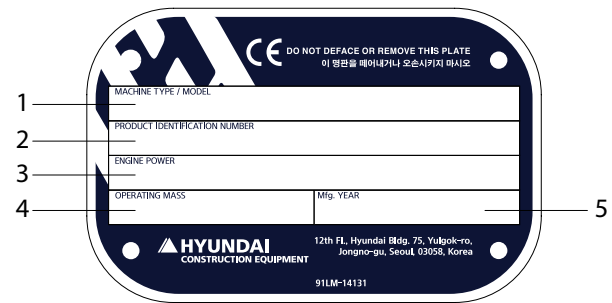 CE DO NOT DEFACE OR REMOVE THIS PLATE
이 명판을 떼어내거나 오손시키지 마시오
1 MACHINE TYPE / MODEL
2 PRODUCT IDENTIFICATION NUMBER
3 ENGINE POWER
4 OPERATING MASS Mfg. YEAR 5
HYUNDAI
CONSTRUCTION EQUIPMENT
12th Fl., Hyundai Bldg. 75, Yulgok-ro,
Jongno-gu, Seoul, 03058, Korea
91LM-14131